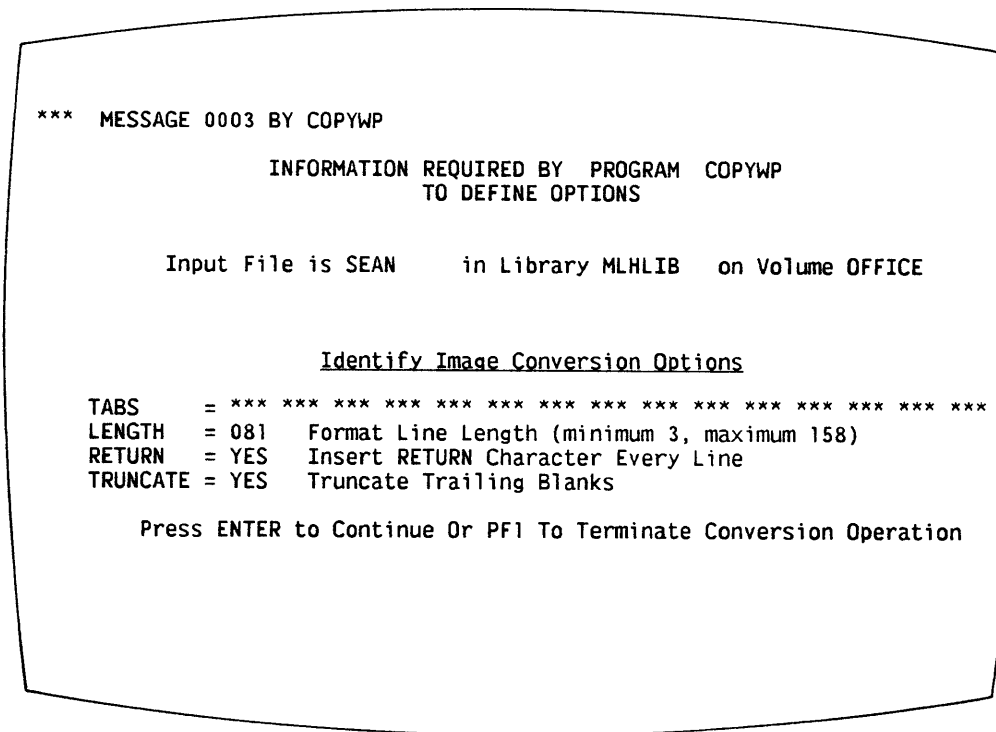 *** MESSAGE 0003 BY COPYWP
INFORMATION REQUIRED BY PROGRAM COPYWP
TO DEFINE OPTIONS
Input File is SEAN in Library MLHLIB on Volume OFFICE
Identify Image Conversion Options
TABS = *** *** *** *** *** *** *** *** *** *** *** *** *** *** ***
LENGTH = 081 Format Line Length (minimum 3, maximum 158)
RETURN = YES Insert RETURN Character Every Line
TRUNCATE = YES Truncate Trailing Blanks
Press ENTER to Continue Or PF1 To Terminate Conversion Operation